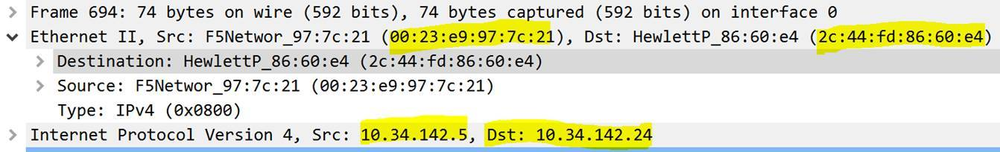 Frame 694: 74 bytes on wire (592 bits), 74 bytes captured (592 bits) on interface 0
Ethernet II, Src: F5Networ_97:7c:21 (00:23:e9:97:7c:21), Dst: HewlettP_86:60:e4 (2c:44:fd:86:60:e4)
Destination: HewlettP_86:60:e4 (2c:44:fd:86:60:e4)
Source: F5Networ_97:7c:21 (00:23:e9:97:7c:21)
Type: IPv4 (0x0800)
Internet Protocol Version 4, Src: 10.34.142.5, Dst: 10.34.142.24